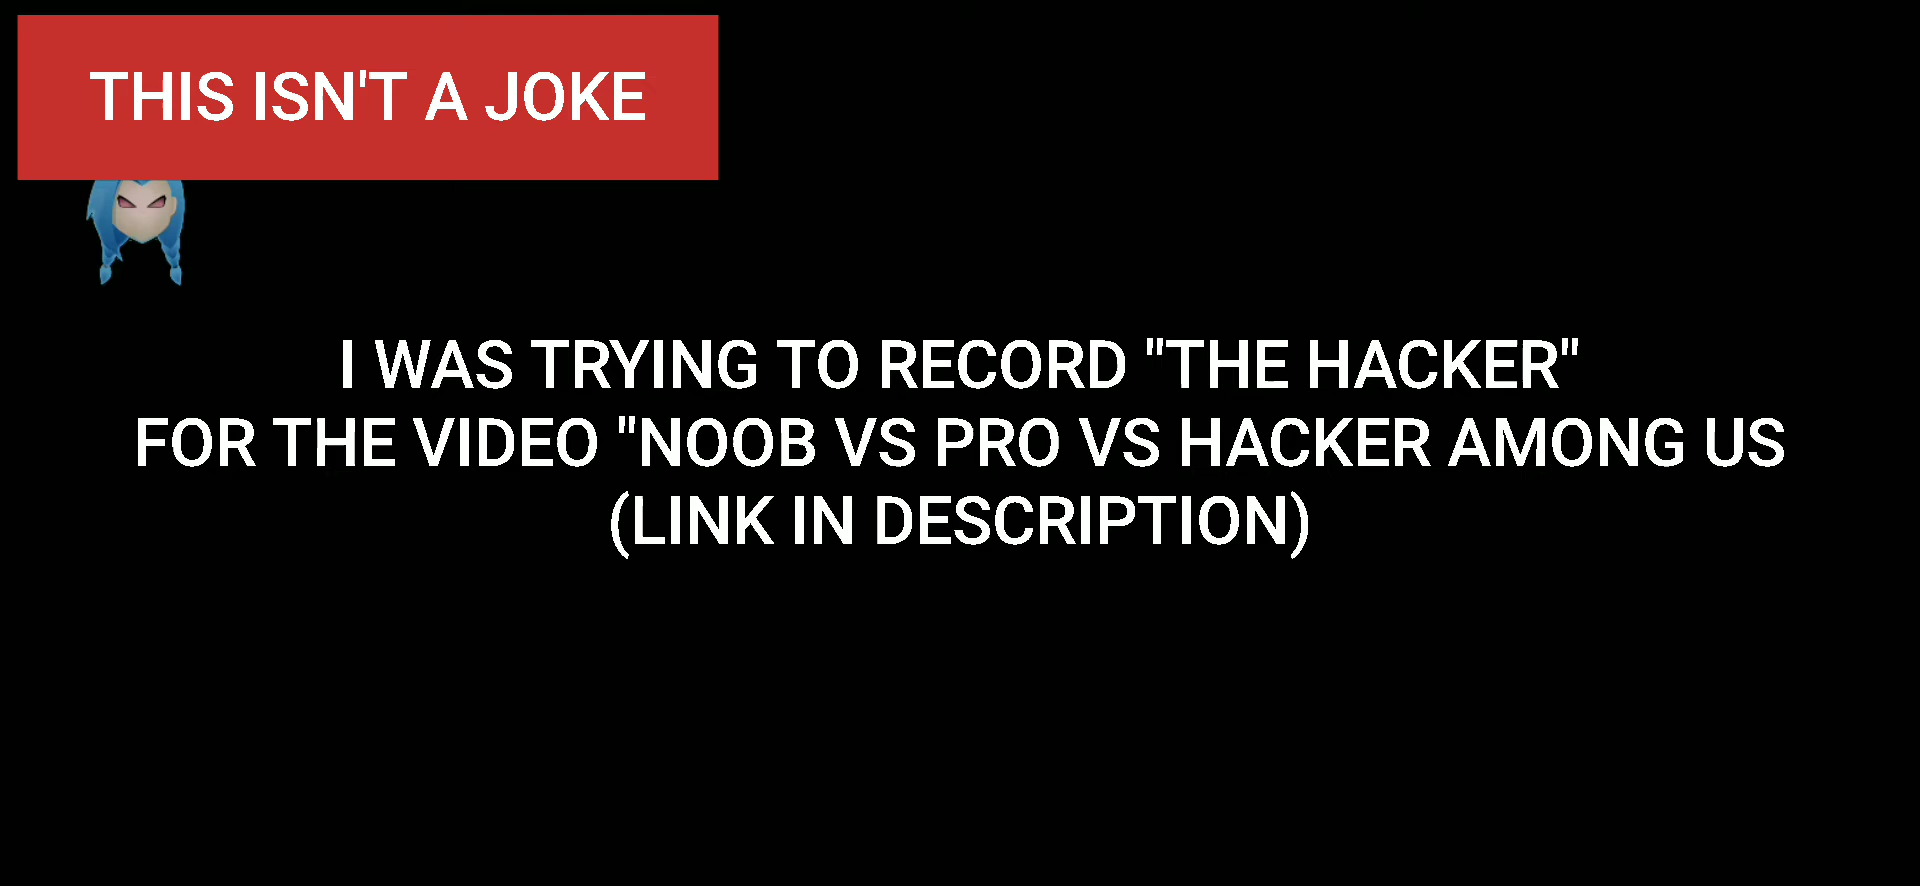 THIS ISN'T A JOKE
I WAS TRYING TO RECORD "THE HACKER"
FOR THE VIDEO "NOOB VS PRO VS HACKER AMONG US
(LINK IN DESCRIPTION)